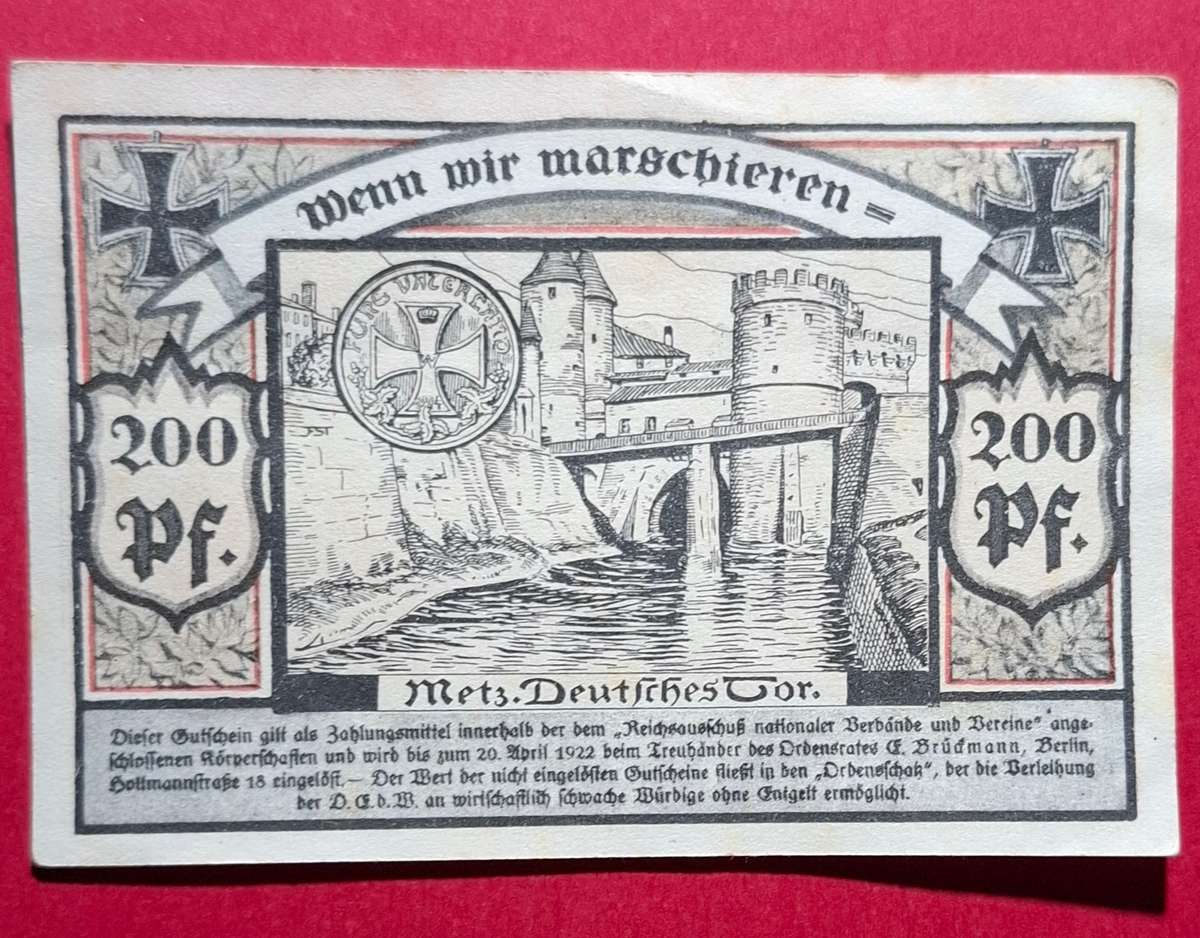 Wenn wir marschieren =
FÜRS VATERLAND
JST
200
Pf.
200
Pf.
Metz. Deutsches Tor.
Dieser Gutschein gilt als Zahlungsmittel innerhalb der dem „Reichsausschuß nationaler Verbände und Vereine" ange-
schlossenen Körperschaften und wird bis zum 20. April 1922 beim Treuhänder des Ordensrates E. Brückmann, Berlin,
Hollmannstraße 18 eingelöst. — Der Wert der nicht eingelösten Gutscheine fließt in den „Ordensschatz", der die Verleihung
der D. E. d. W. an wirtschaftlich schwache Würdige ohne Entgelt ermöglicht.